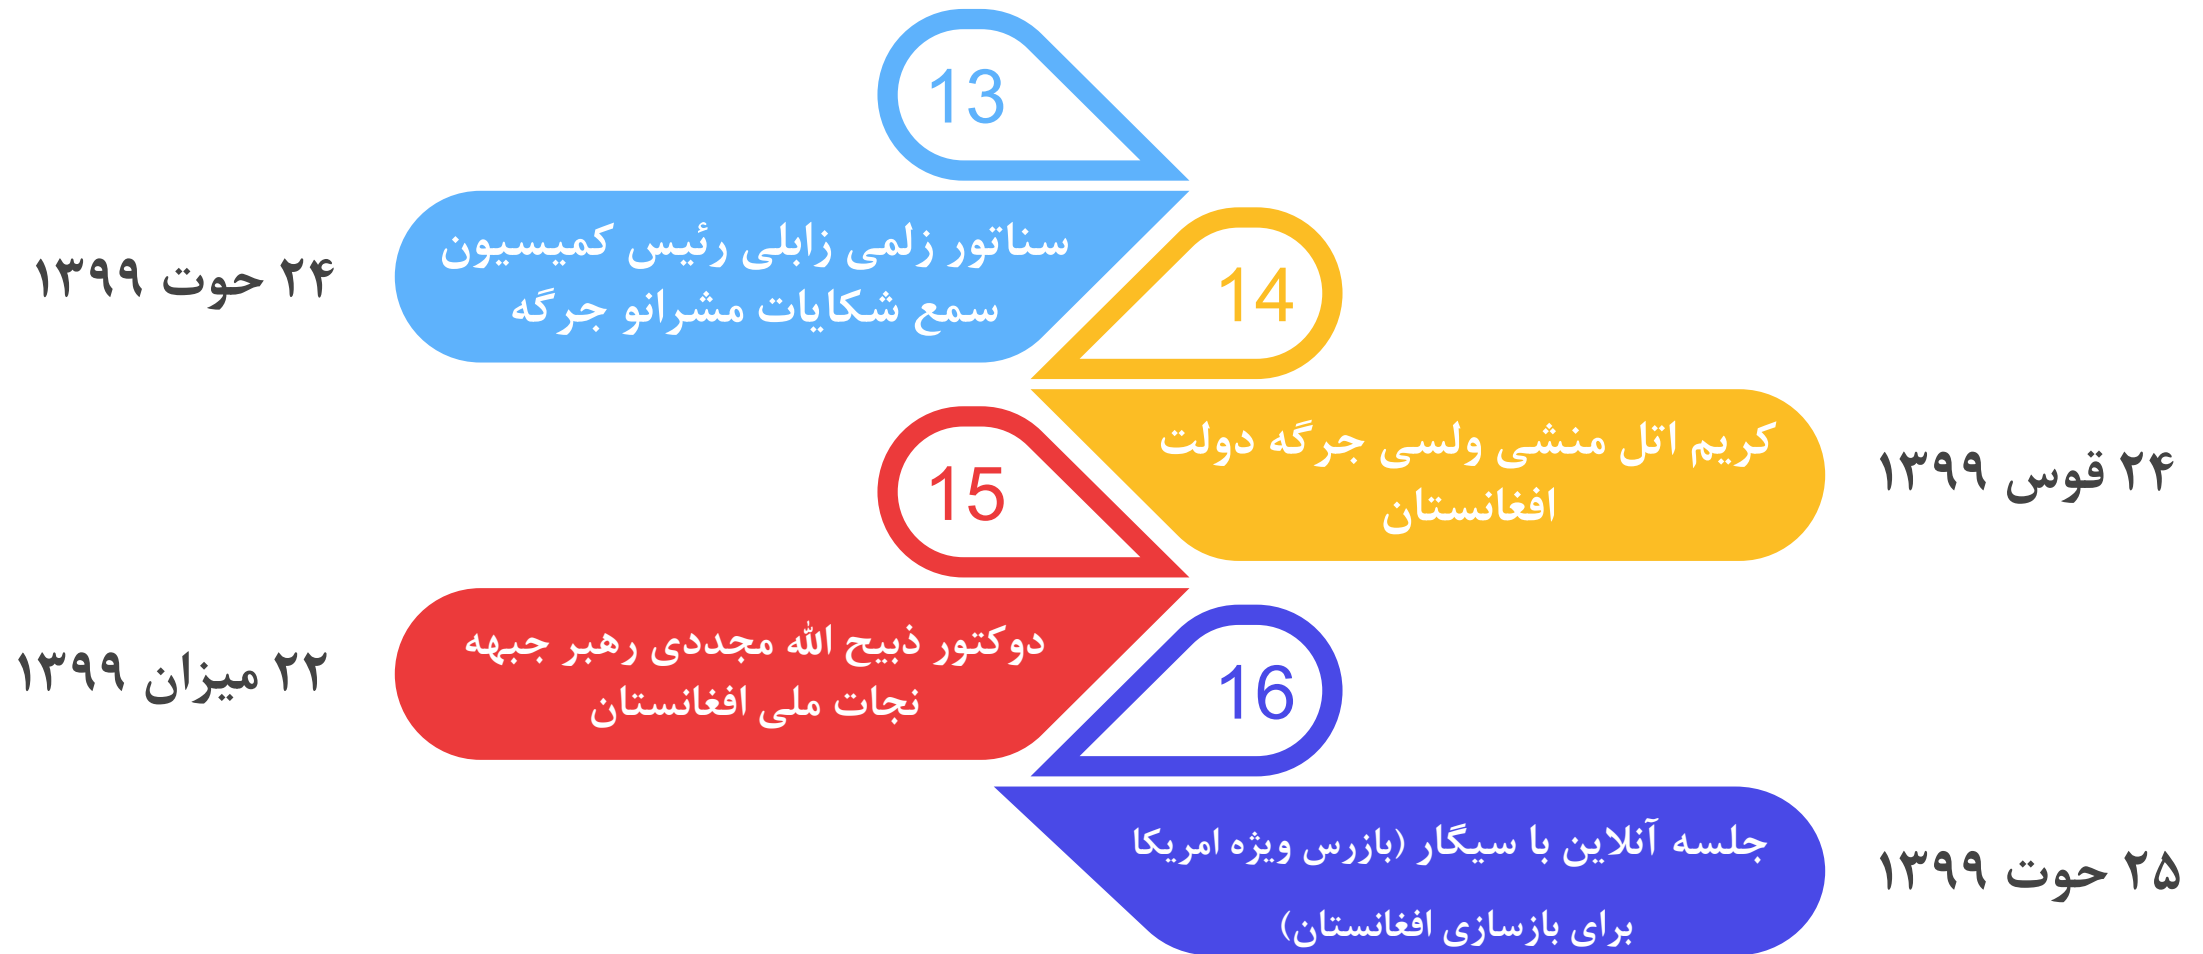 13
سناتور زلمی زابلی رئیس کمیسیون
سمع شکایات مشرانو جرگه
۲۴ حوت ۱۳۹۹
14
کریم اتل منشی ولسی جرگه دولت
افغانستان
۲۴ قوس ۱۳۹۹
15
دوکتور ذبیح الله مجددی رهبر جبهه
نجات ملی افغانستان
۲۲ میزان ۱۳۹۹
16
جلسه آنلاین با سیگار (بازرس ویژه امریکا
برای بازسازی افغانستان)
۲۵ حوت ۱۳۹۹